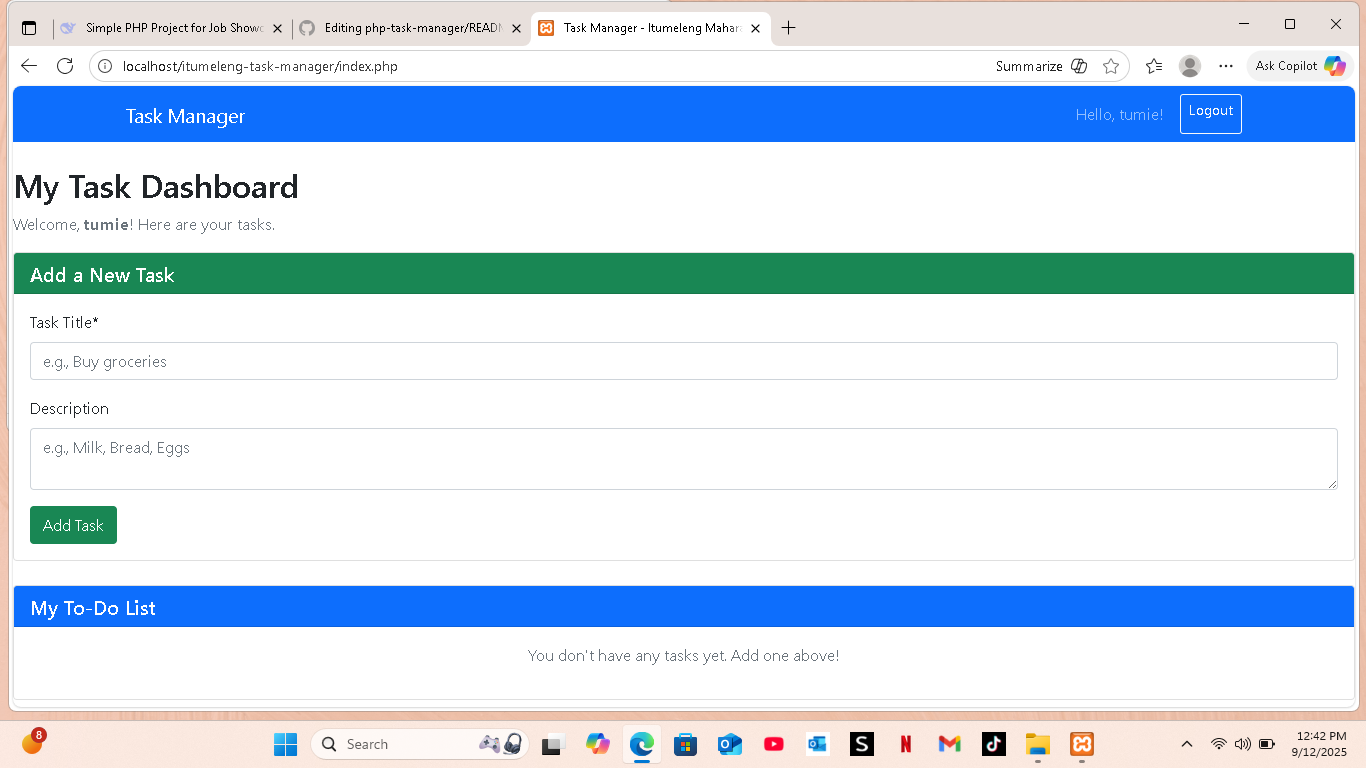 Simple PHP Project for Job Showc
Editing php-task-manager/READM
Task Manager - Itumeleng Mahar
localhost/itumeleng-task-manager/index.php
Summarize
Ask Copilot
Task Manager
Hello, tumie!
Logout
My Task Dashboard
Welcome, tumie! Here are your tasks.
Add a New Task
Task Title*
e.g., Buy groceries
Description
e.g., Milk, Bread, Eggs
Add Task
My To-Do List
You don't have any tasks yet. Add one above!
8
Search
S
N
12:42 PM
9/12/2025